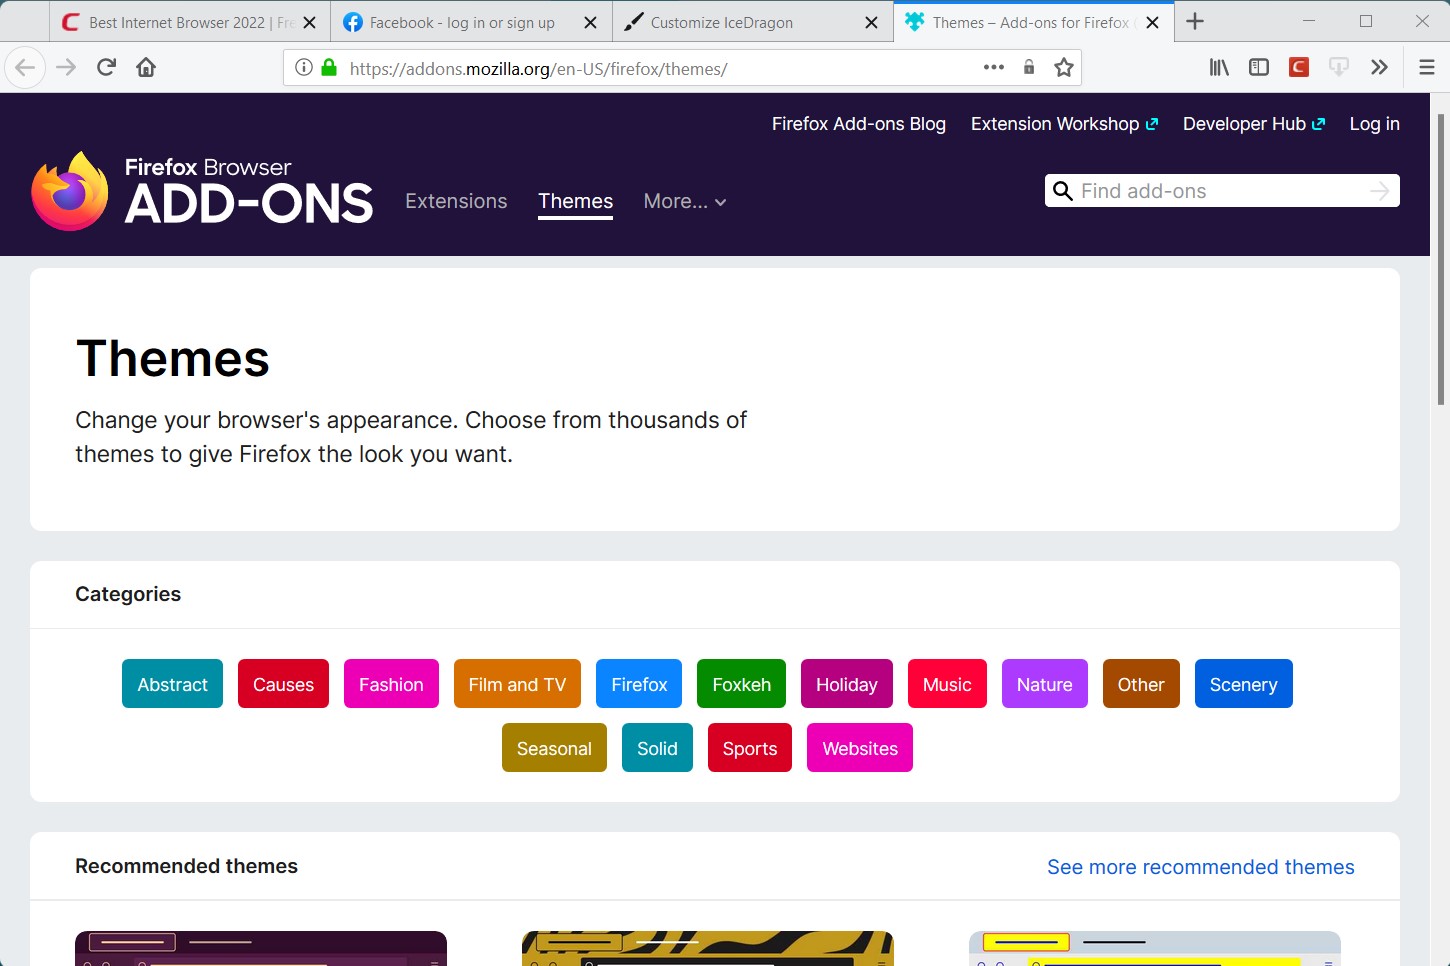 Best Internet Browser 2022 | Fre
Facebook - log in or sign up
Customize IceDragon
Themes – Add-ons for Firefox (
https://addons.mozilla.org/en-US/firefox/themes/
Firefox Add-ons Blog
Extension Workshop
Developer Hub
Log in
Firefox Browser
ADD-ONS
Extensions
Themes
More...
Find add-ons
Themes
Change your browser's appearance. Choose from thousands of
themes to give Firefox the look you want.
Categories
Abstract
Causes
Fashion
Film and TV
Firefox
Foxkeh
Holiday
Music
Nature
Other
Scenery
Seasonal
Solid
Sports
Websites
Recommended themes
See more recommended themes